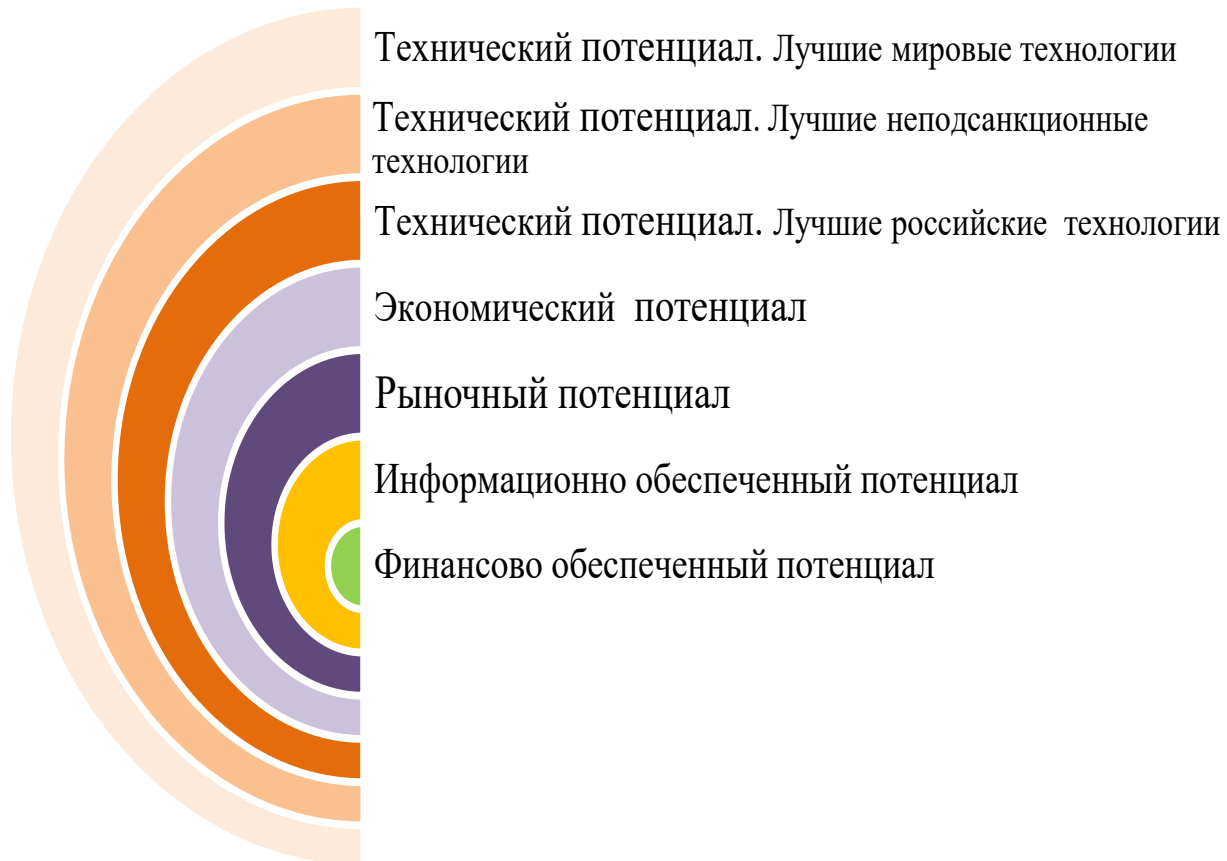 Технический потенциал. Лучшие мировые технологии
Технический потенциал. Лучшие неподсанкционные
технологии
Технический потенциал. Лучшие российские технологии
Экономический потенциал
Рыночный потенциал
Информационно обеспеченный потенциал
Финансово обеспеченный потенциал